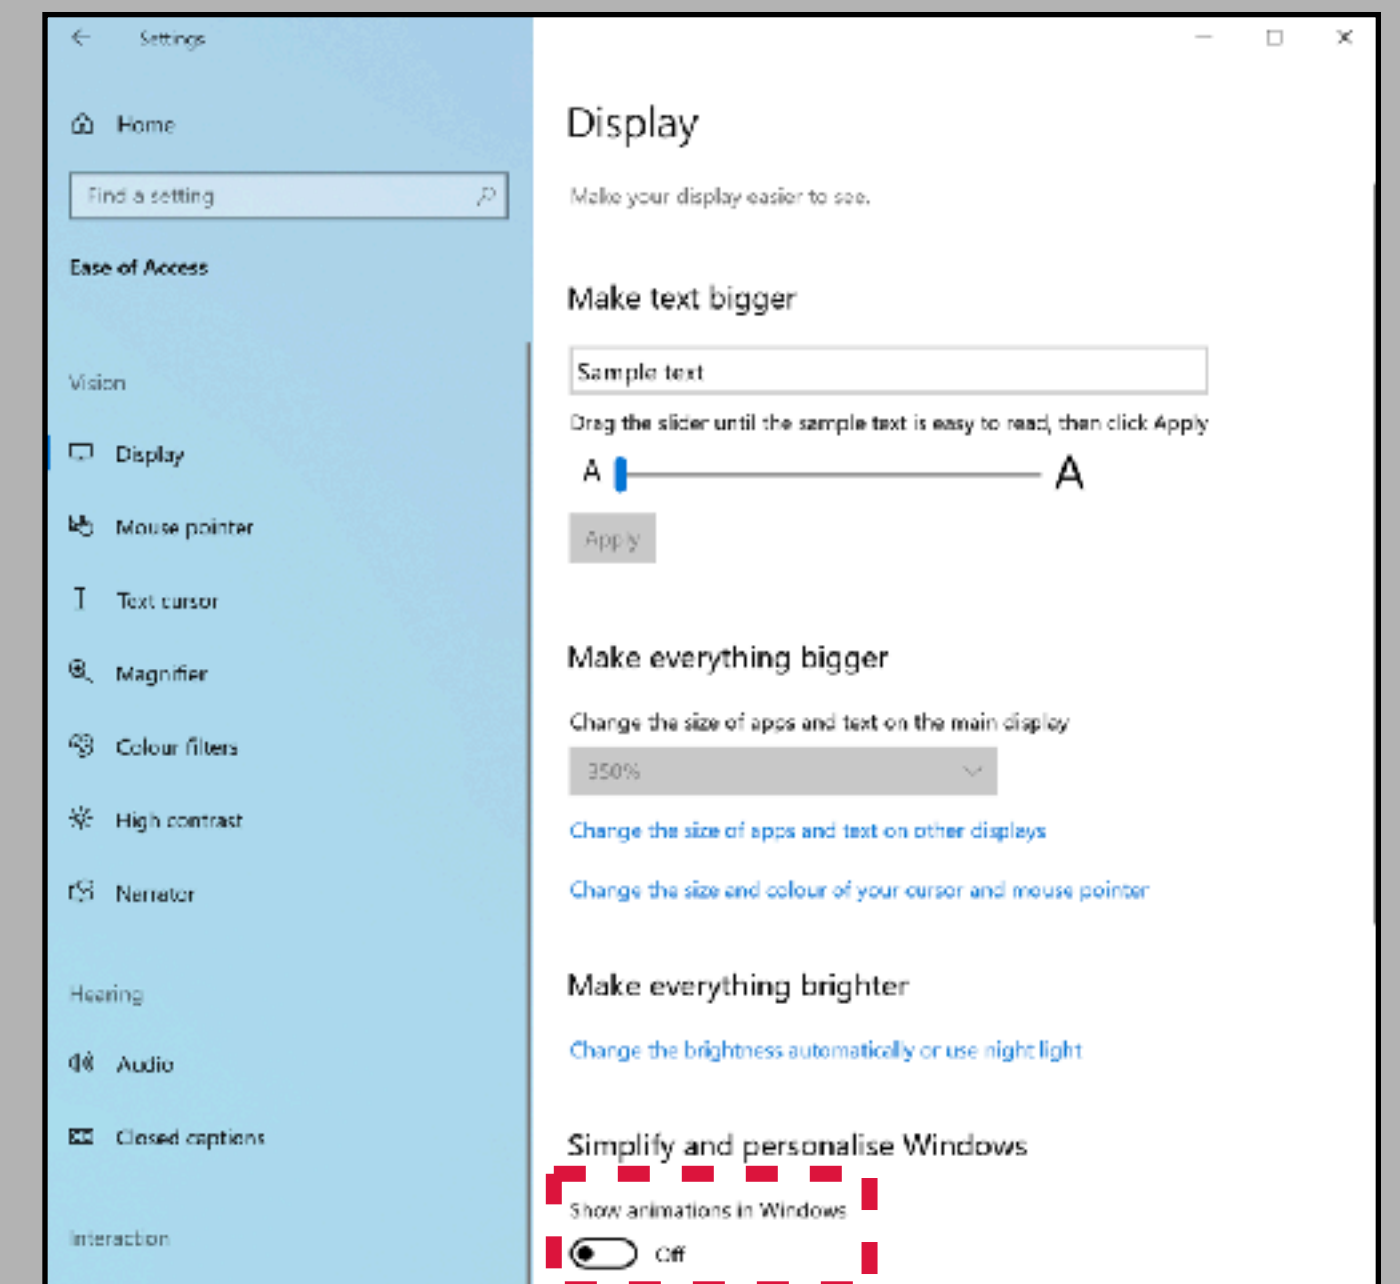 Settings
Home
Find a setting
Ease of Access
Vision
Display
Mouse pointer
Text cursor
Magnifier
Colour filters
High contrast
Narrator
Hearing
Audio
Closed captions
Interaction
Display
Make your display easier to see.
Make text bigger
Sample text
Drag the slider until the sample text is easy to read, then click Apply
A A
Apply
Make everything bigger
Change the size of apps and text on the main display
350%
Change the size of apps and text on other displays
Change the size and colour of your cursor and mouse pointer
Make everything brighter
Change the brightness automatically or use night light
Simplify and personalise Windows
Show animations in Windows
Off